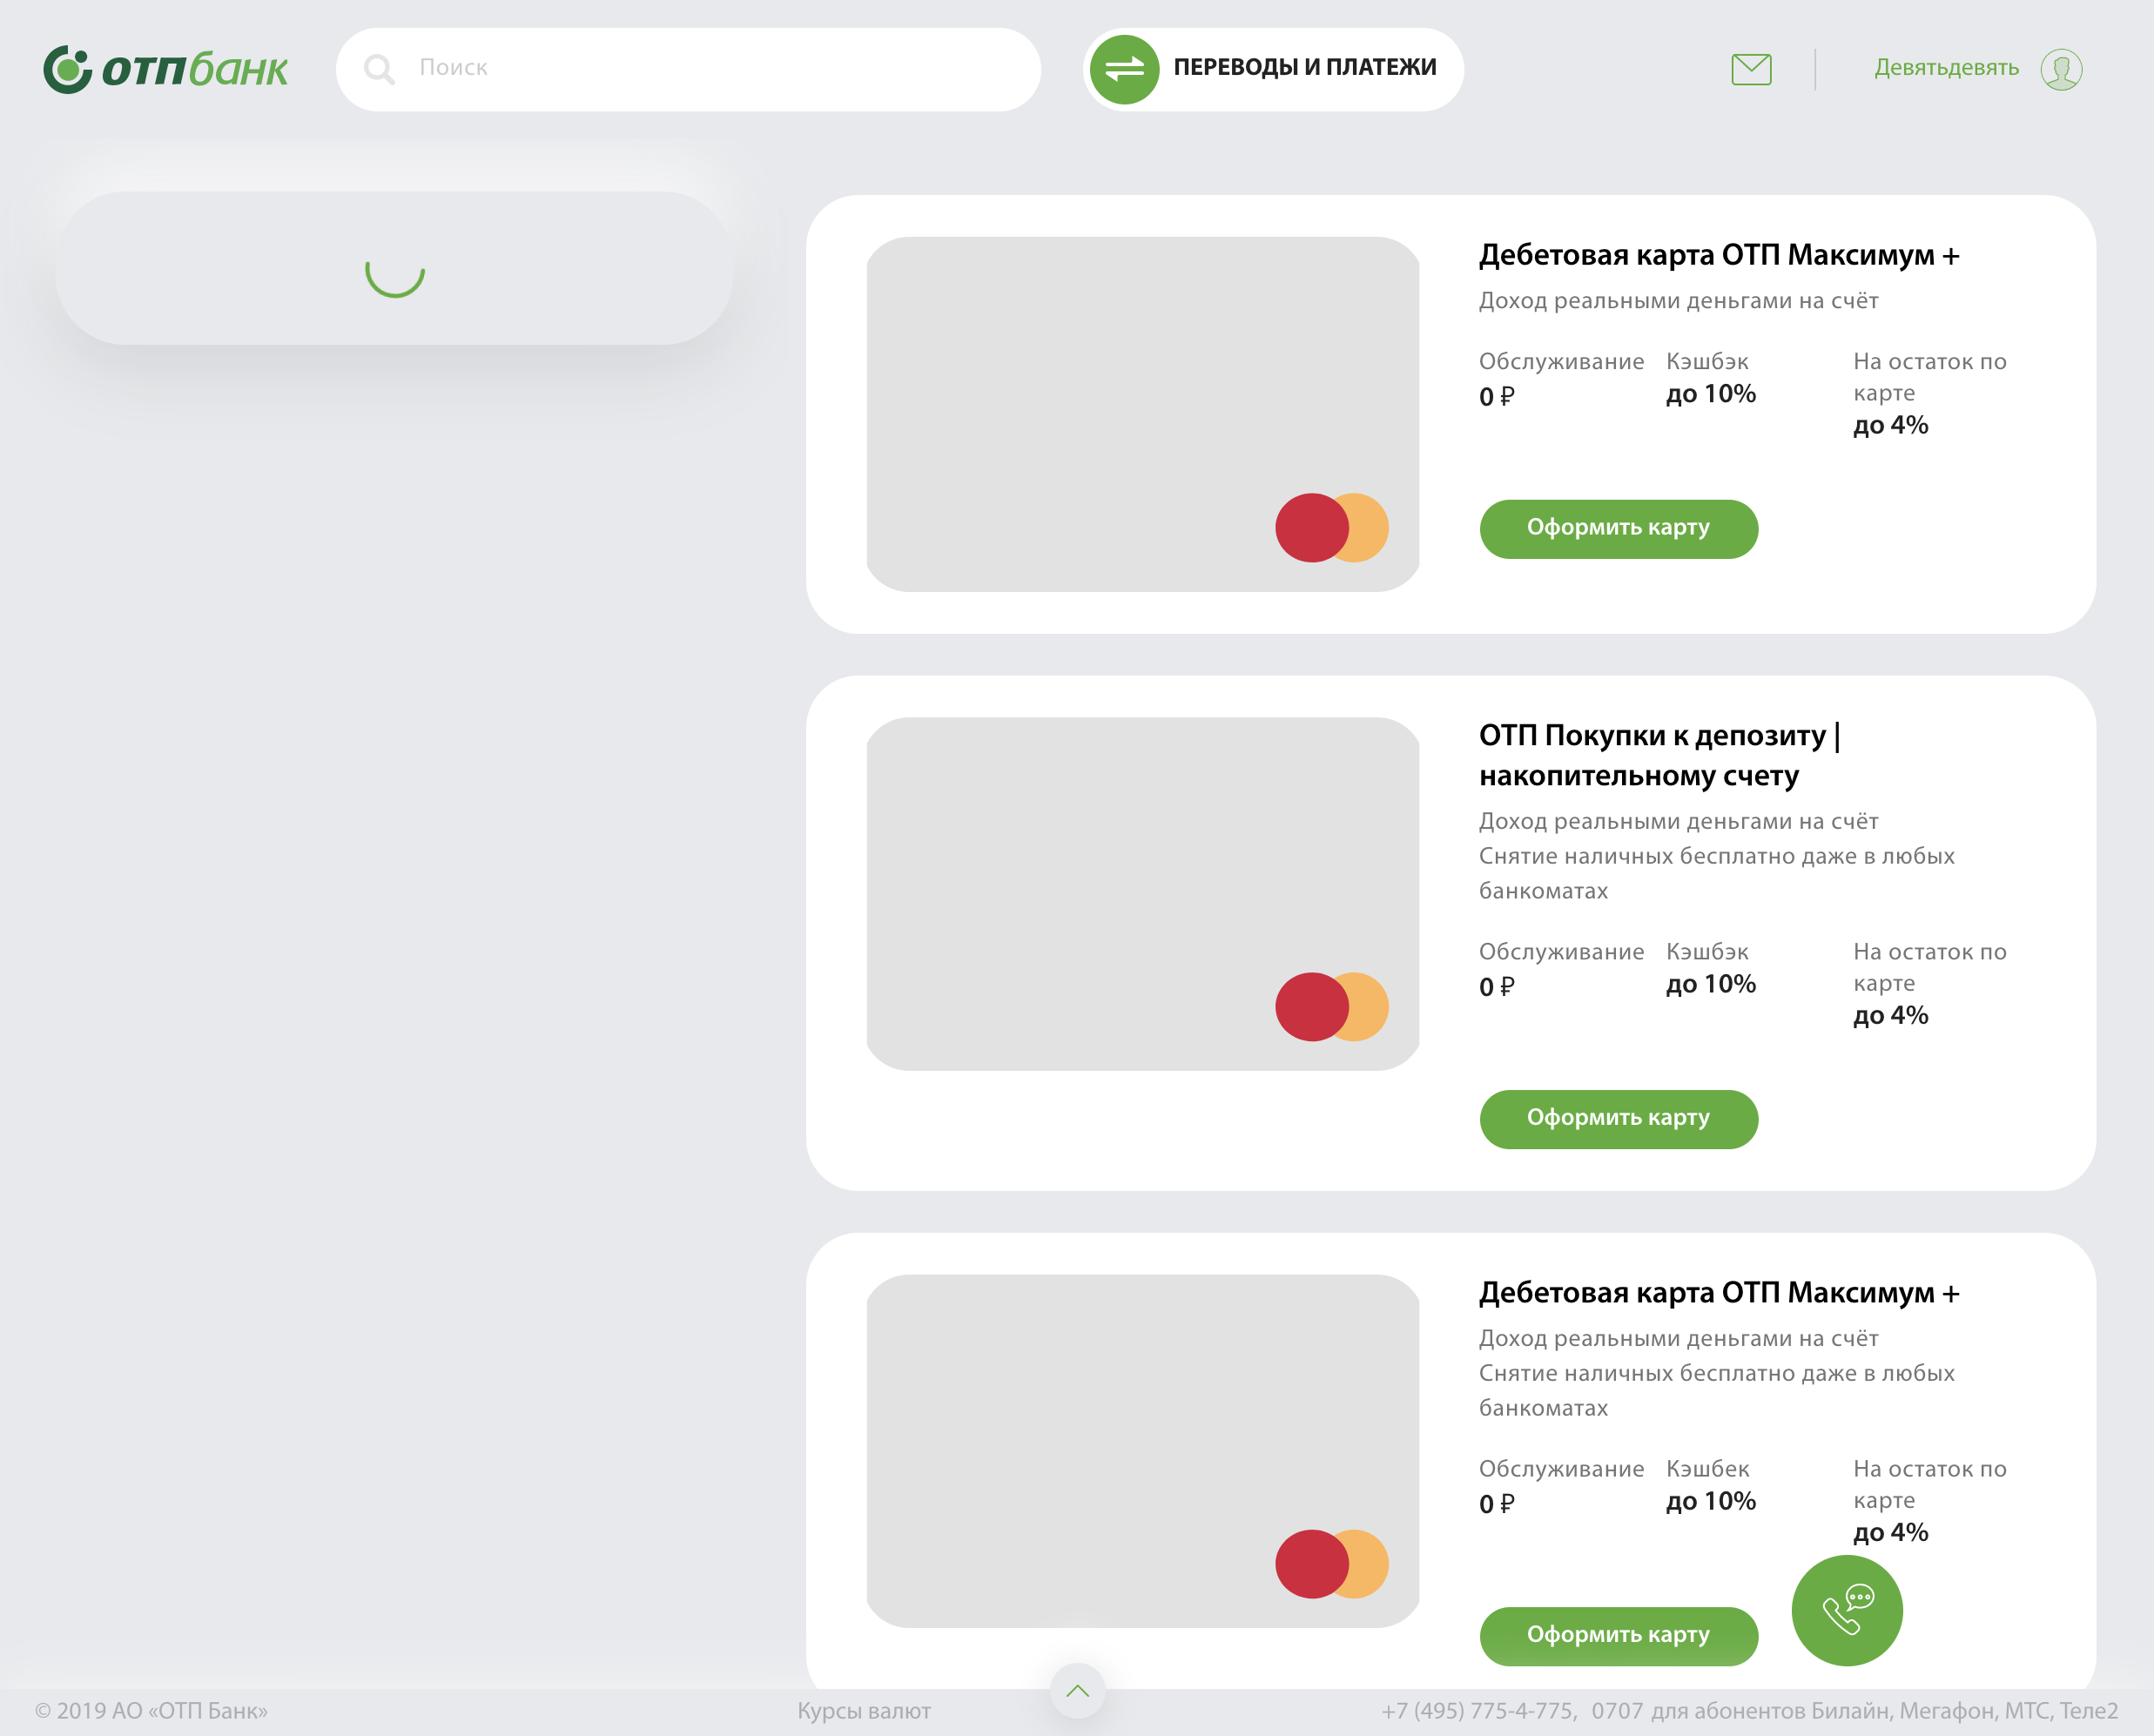 отпбанк
Поиск
ПЕРЕВОДЫ И ПЛАТЕЖИ
Девятьдевять
Дебетовая карта ОТП Максимум +
Доход реальными деньгами на счёт
Обслуживание
0 ₽
Кэшбэк
до 10%
На остаток по
карте
до 4%
Оформить карту
ОТП Покупки к депозиту |
накопительному счету
Доход реальными деньгами на счёт
Снятие наличных бесплатно даже в любых
банкоматах
Обслуживание
0 ₽
Кэшбэк
до 10%
На остаток по
карте
до 4%
Оформить карту
Дебетовая карта ОТП Максимум +
Доход реальными деньгами на счёт
Снятие наличных бесплатно даже в любых
банкоматах
Обслуживание
0 ₽
Кэшбек
до 10%
На остаток по
карте
до 4%
Оформить карту
© 2019 АО «ОТП Банк»
Курсы валют
+7 (495) 775-4-775, 0707 для абонентов Билайн, Мегафон, МТС, Теле2